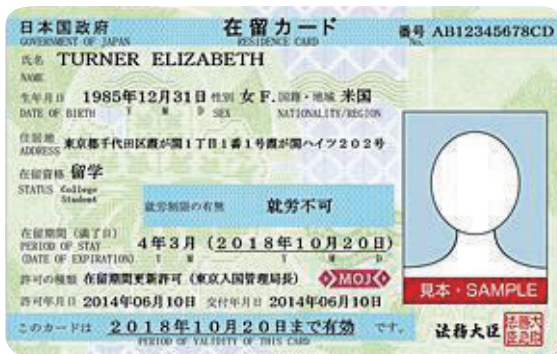 日本国政府 在留カード 番号 AB12345678CD
GOVERNMENT OF JAPAN RESIDENCE CARD No.
氏名 TURNER ELIZABETH
NAME
生年月日 1985年12月31日 性別 女 F. 国籍・地域 米国
DATE OF BIRTH Y M D SEX NATIONALITY/REGION
住居地 東京都千代田区霞が関1丁目1番1号霞が関ハイツ202号
ADDRESS
在留資格 留学
STATUS College
Student
就労制限の有無 就労不可
在留期間(満了日) 4年3月(2018年10月20日)
PERIOD OF STAY
(DATE OF EXPIRATION) Y M Y M D
許可の種類 在留期間更新許可(東京入国管理局長) MOJ
見本・SAMPLE
許可年月日 2014年06月10日 交付年月日 2014年06月10日
このカードは 2018年10月20日まで有効 です。
PERIOD OF VALIDITY OF THIS CARD
法務大臣